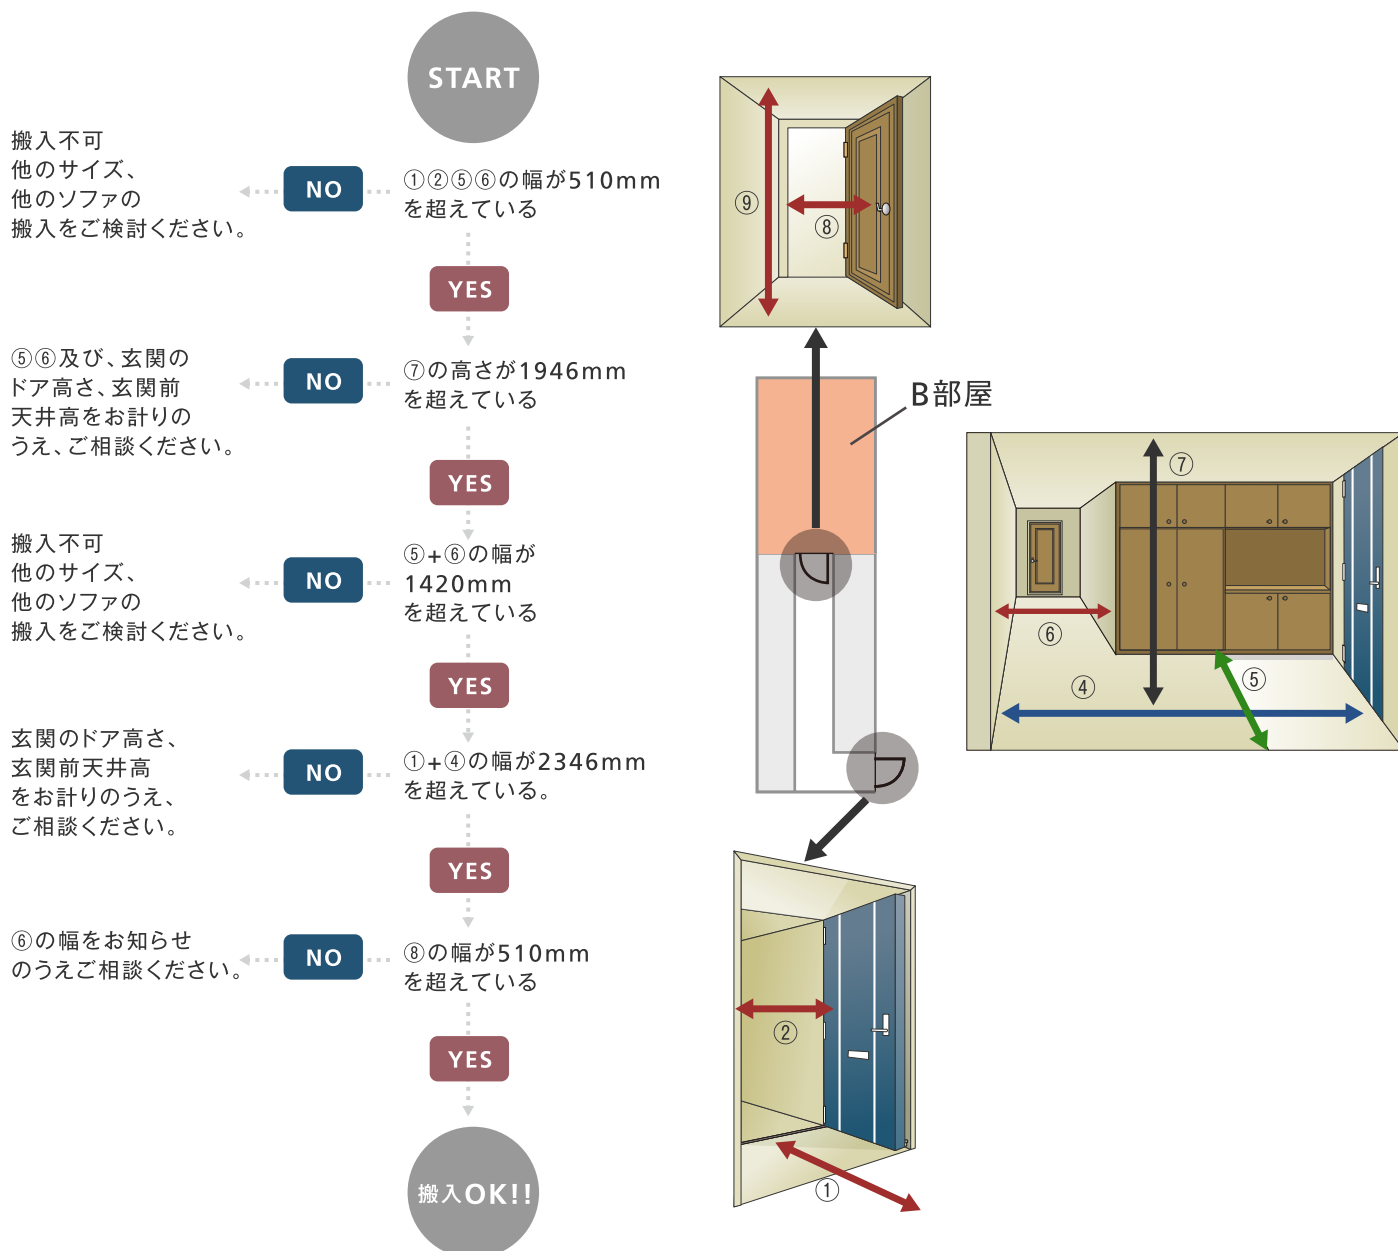 START
搬入不可
他のサイズ、
他のソファの
搬入をご検討ください。
NO
①②⑤⑥の幅が510mm
を超えている
YES
⑤⑥及び、玄関の
ドア高さ、玄関前
天井高をお計りの
うえ、ご相談ください。
NO
⑦の高さが1946mm
を超えている
YES
搬入不可
他のサイズ、
他のソファの
搬入をご検討ください。
NO
⑤+⑥の幅が
1420mm
を超えている
YES
玄関のドア高さ、
玄関前天井高
をお計りのうえ、
ご相談ください。
NO
①+④の幅が2346mm
を超えている。
YES
⑥の幅をお知らせ
のうえご相談ください。
NO
⑧の幅が510mm
を超えている
YES
搬入OK!!
⑨
⑧
B部屋
⑦
⑥
④
⑤
②
①